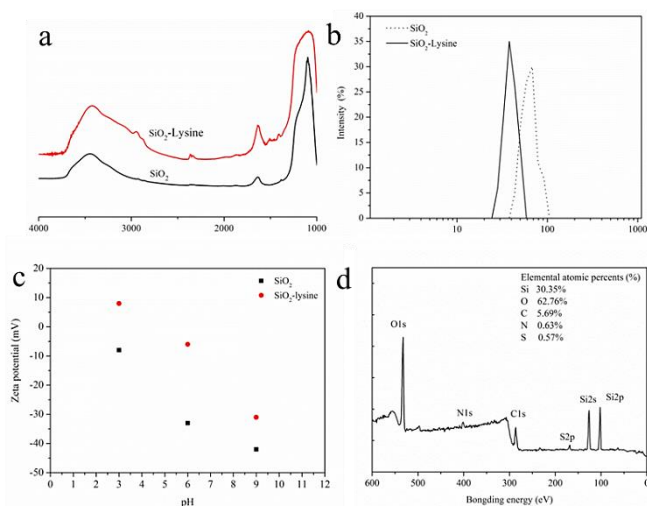 a
SiO2-Lysine
SiO2
4000 3000 2000 1000
b
SiO2
SiO2-Lysine
Intensity (%)
40
35
30
25
20
15
10
5
0
10 100 1000
c
SiO2
SiO2-lysine
Zeta potential (mV)
20
10
0
-10
-20
-30
-40
-50
0 1 2 3 4 5 6 7 8 9 10 11 12
pH
d
Elemental atomic percents (%)
Si 30.35%
O 62.76%
C 5.69%
N 0.63%
S 0.57%
O1s
N1s
C1s
S2p
Si2s
Si2p
600 500 400 300 200 100 0
Bongding energy (eV)